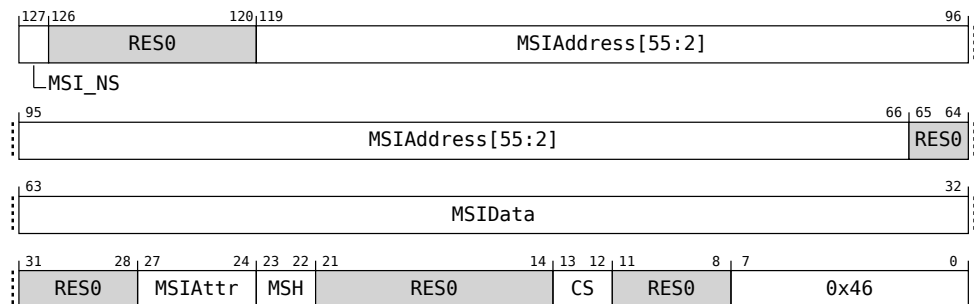 127 126 120 119 96
RES0 MSIAddress[55:2]
MSI_NS
95 66 65 64
MSIAddress[55:2] RES0
63 32
MSIData
31 28 27 24 23 22 21 14 13 12 11 8 7 0
RES0 MSIAttr MSH RES0 CS RES0 0x46